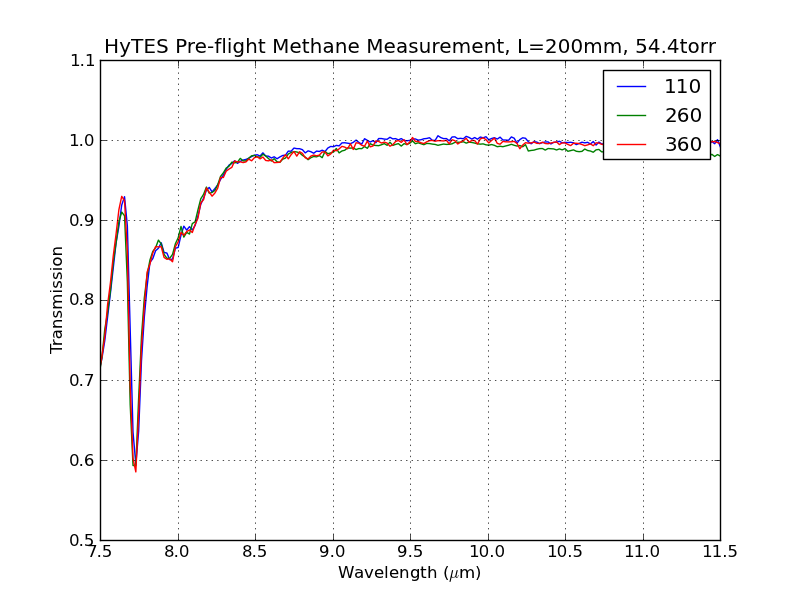 HyTES Pre-flight Methane Measurement, L=200mm, 54.4torr
1.1
1.0
0.9
0.8
0.7
0.6
0.5
Transmission
110
260
360
7.5 8.0 8.5 9.0 9.5 10.0 10.5 11.0 11.5
Wavelength (μm)